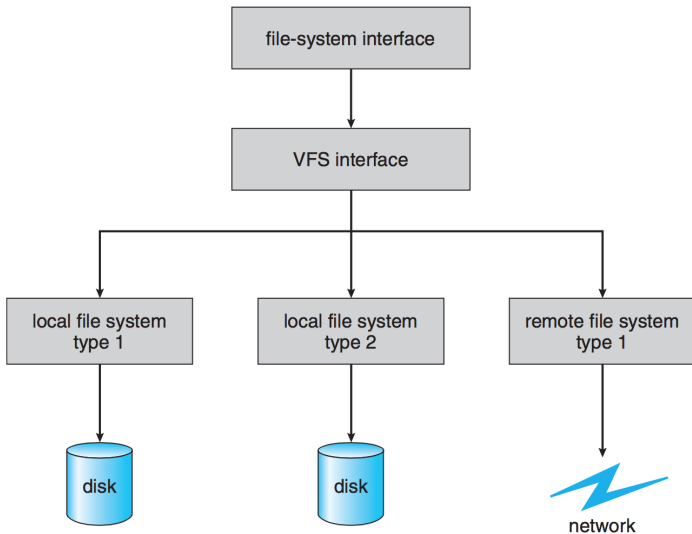 file-system interface
VFS interface
local file system
type 1
local file system
type 2
remote file system
type 1
disk
disk
network